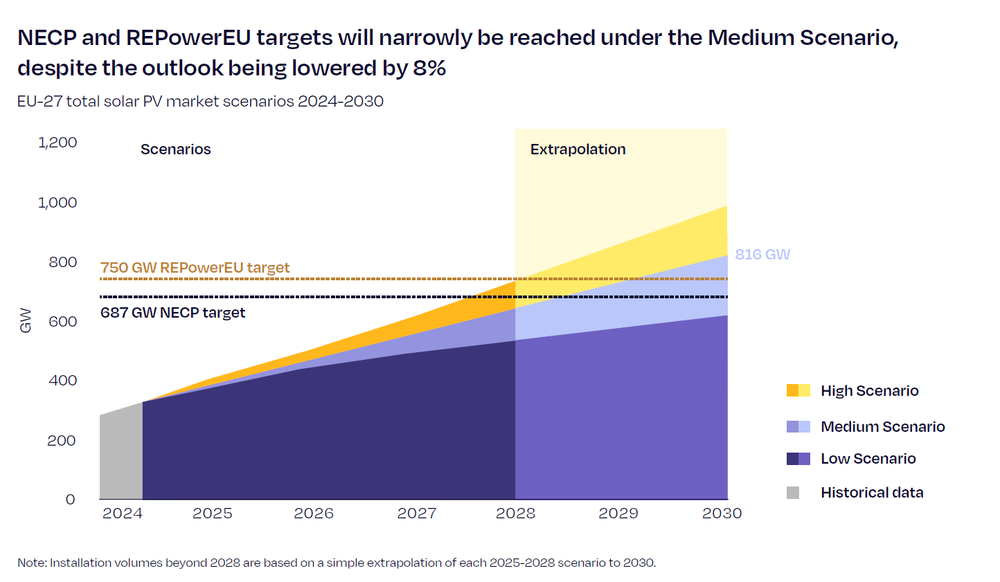 NECP and REPowerEU targets will narrowly be reached under the Medium Scenario,
despite the outlook being lowered by 8%
EU-27 total solar PV market scenarios 2024-2030
1,200
1,000
800
600
400
200
0
GW
Scenarios
Extrapolation
750 GW REPowerEU target
687 GW NECP target
816 GW
2024
2025
2026
2027
2028
2029
2030
High Scenario
Medium Scenario
Low Scenario
Historical data
Note: Installation volumes beyond 2028 are based on a simple extrapolation of each 2025-2028 scenario to 2030.